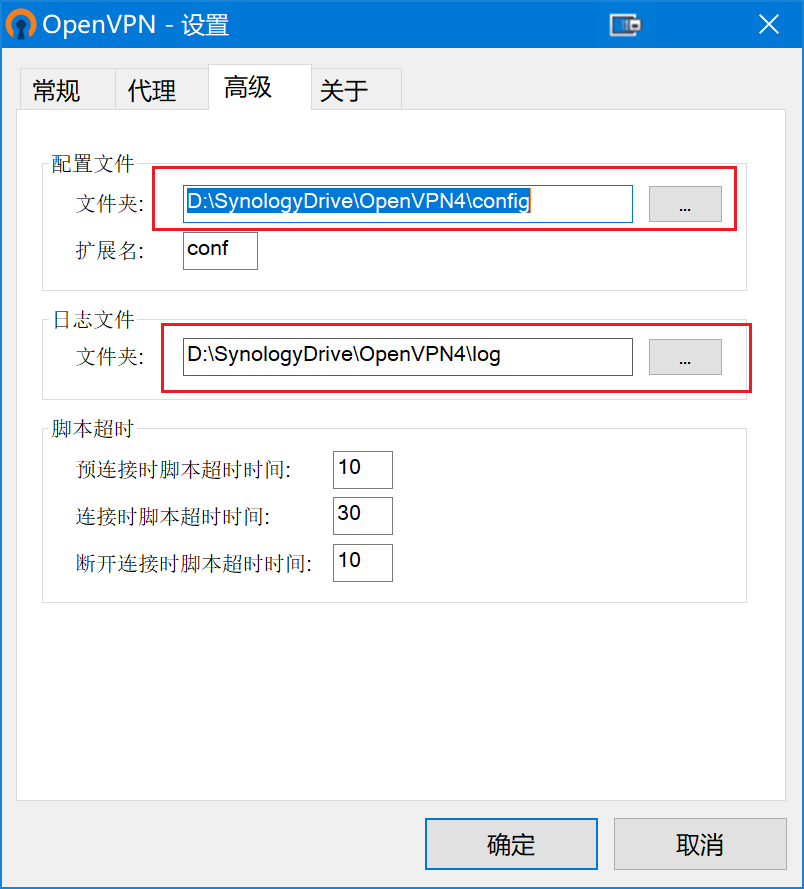 OpenVPN - 设置
常规 代理 高级 关于
配置文件
文件夹: D:\SynologyDrive\OpenVPN4\config ...
扩展名: conf
日志文件
文件夹: D:\SynologyDrive\OpenVPN4\log ...
脚本超时
预连接时脚本超时时间: 10
连接时脚本超时时间: 30
断开连接时脚本超时时间: 10
确定 取消